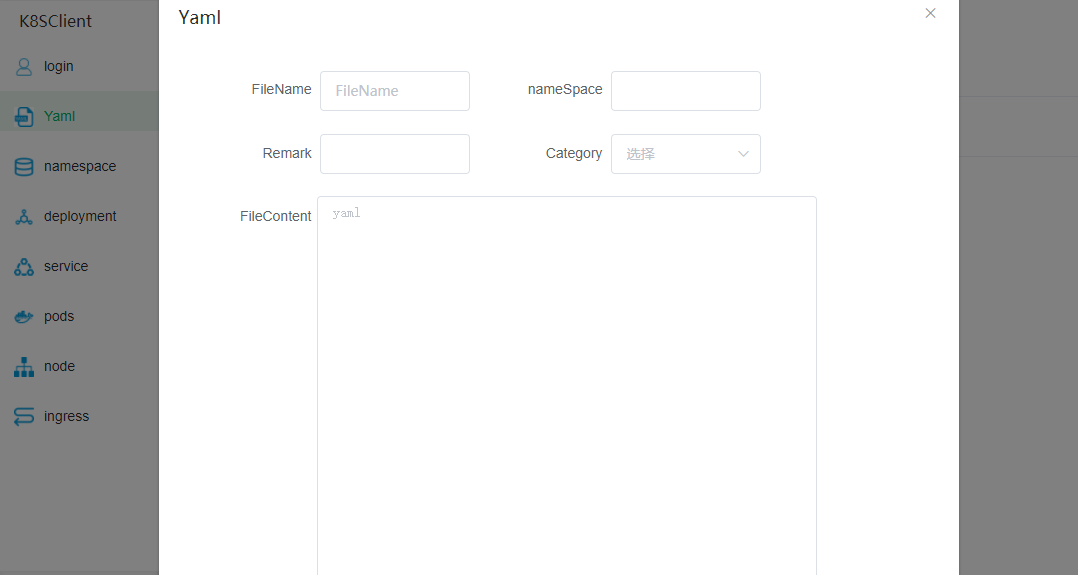 K8SClient
login
Yaml
namespace
deployment
service
pods
node
ingress
Yaml
FileName FileName nameSpace
Remark Category 选择
FileContent yaml